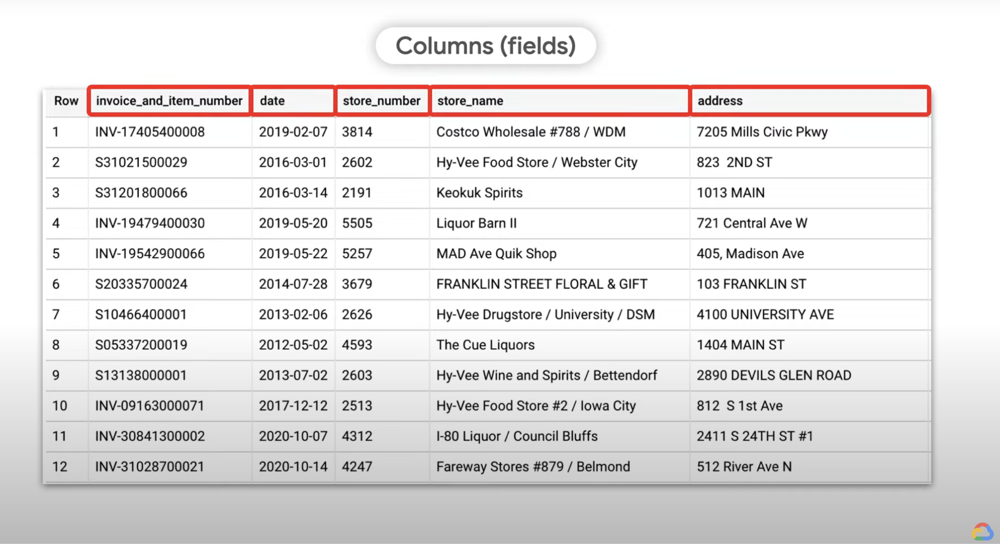 Columns (fields)
Row invoice_and_item_number date store_number store_name address
1 INV-17405400008 2019-02-07 3814 Costco Wholesale #788 / WDM 7205 Mills Civic Pkwy
2 S31021500029 2016-03-01 2602 Hy-Vee Food Store / Webster City 823  2ND ST
3 S31201800066 2016-03-14 2191 Keokuk Spirits 1013 MAIN
4 INV-19479400030 2019-05-20 5505 Liquor Barn II 721 Central Ave W
5 INV-19542900066 2019-05-22 5257 MAD Ave Quik Shop 405, Madison Ave
6 S20335700024 2014-07-28 3679 FRANKLIN STREET FLORAL & GIFT 103 FRANKLIN ST
7 S10466400001 2013-02-06 2626 Hy-Vee Drugstore / University / DSM 4100 UNIVERSITY AVE
8 S05337200019 2012-05-02 4593 The Cue Liquors 1404 MAIN ST
9 S13138000001 2013-07-02 2603 Hy-Vee Wine and Spirits / Bettendorf 2890 DEVILS GLEN ROAD
10 INV-09163000071 2017-12-12 2513 Hy-Vee Food Store #2 / Iowa City 812  S 1st Ave
11 INV-30841300002 2020-10-07 4312 I-80 Liquor / Council Bluffs 2411 S 24TH ST #1
12 INV-31028700021 2020-10-14 4247 Fareway Stores #879 / Belmond 512 River Ave N